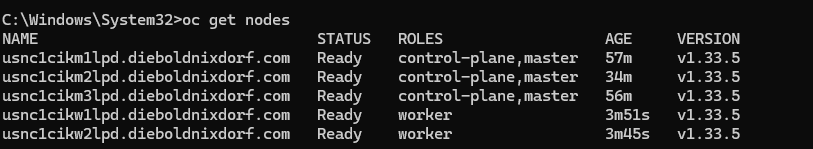 C:\Windows\System32>oc get nodes
NAME STATUS ROLES AGE VERSION
usnc1cikm1lpd.dieboldnixdorf.com Ready control-plane,master 57m v1.33.5
usnc1cikm2lpd.dieboldnixdorf.com Ready control-plane,master 34m v1.33.5
usnc1cikm3lpd.dieboldnixdorf.com Ready control-plane,master 56m v1.33.5
usnc1cikw1lpd.dieboldnixdorf.com Ready worker 3m51s v1.33.5
usnc1cikw2lpd.dieboldnixdorf.com Ready worker 3m45s v1.33.5